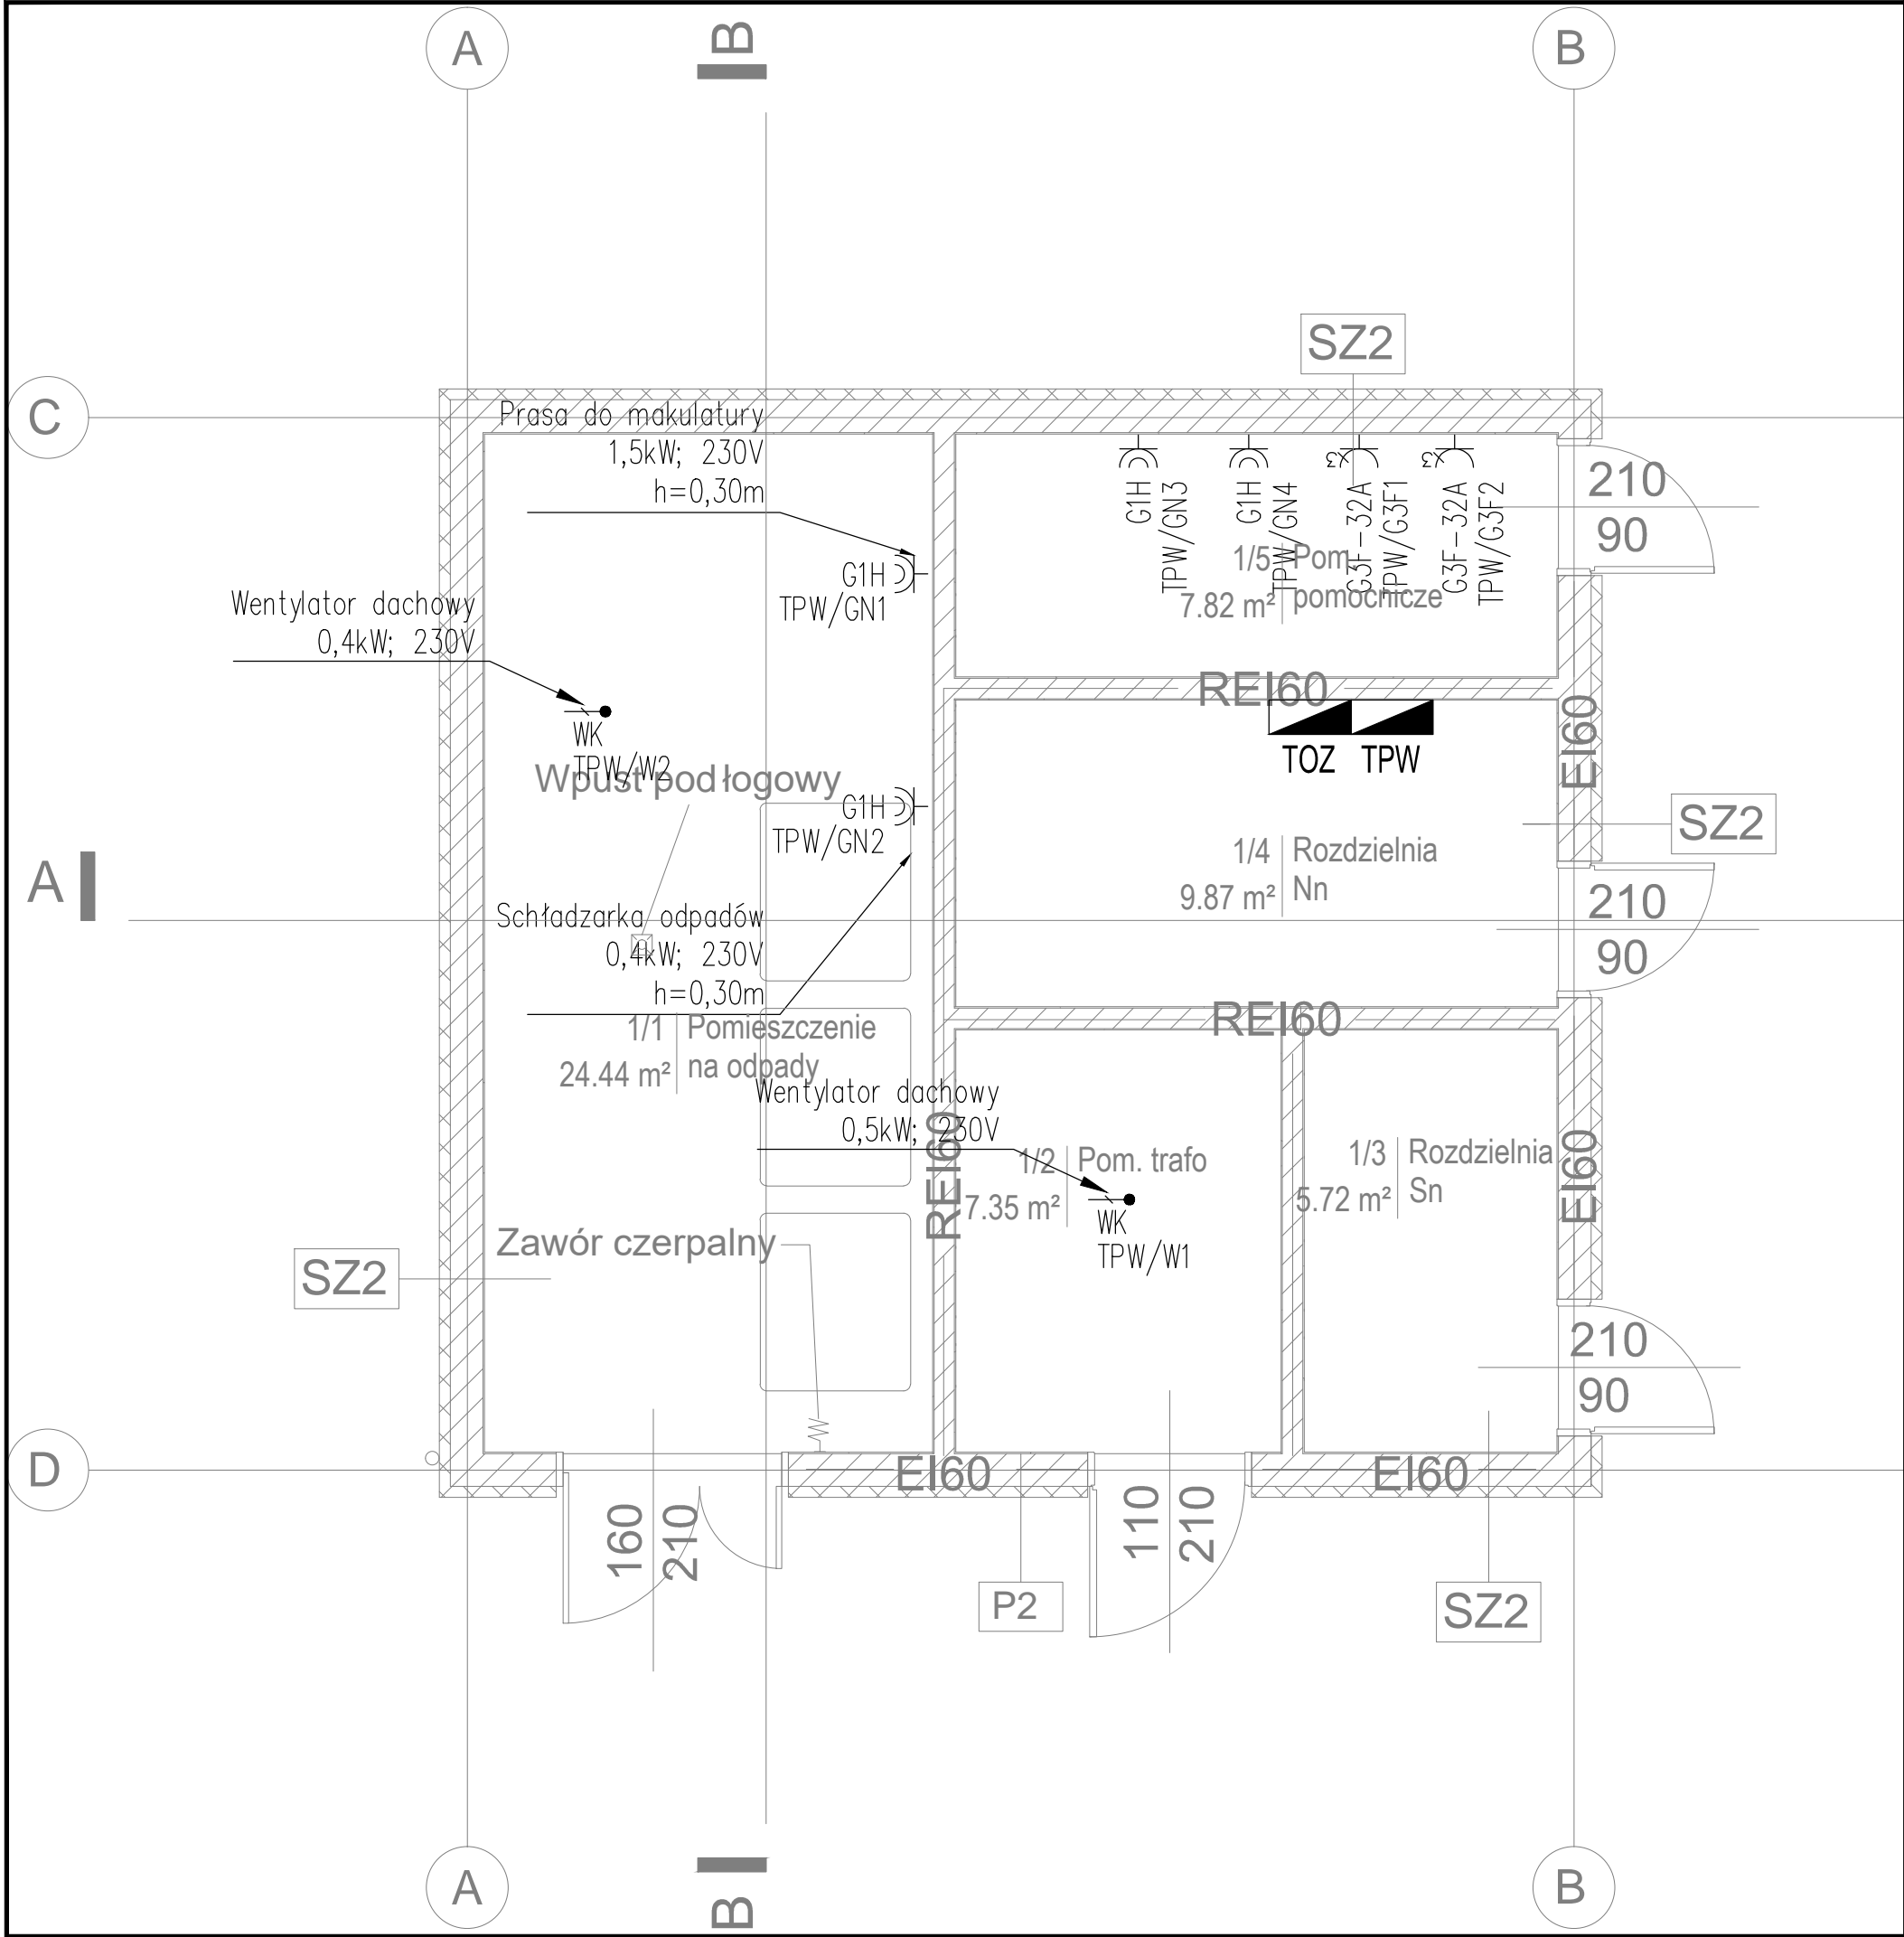 A
B
B
SZ2
C
Prasa do makulatury
1,5kW; 230V
h=0,30m
G1H
TPW/GN3
G1H
TPW/GN4
G3F-32A
TPW/G3F1
G3F-32A
TPW/G3F2
3
3
210
90
1/5 Pom.
7.82 m² pomocnicze
G1H
TPW/GN1
Wentylator dachowy
0,4kW; 230V
WK
TPW/W2
Wpust podłogowy
REI60
TOZ TPW
EI60
G1H
TPW/GN2
SZ2
1/4 Rozdzielnia
9.87 m² Nn
A
210
90
Schładzarka odpadów
0,4kW; 230V
h=0,30m
REI60
1/1 Pomieszczenie
24.44 m² na odpady
Wentylator dachowy
0,5kW; 230V
REI60
1/2 Pom. trafo
7.35 m²
WK
TPW/W1
1/3 Rozdzielnia
5.72 m² Sn
EI60
Zawór czerpalny
SZ2
210
90
D
EI60
EI60
160
210
110
210
P2
SZ2
A
B
B